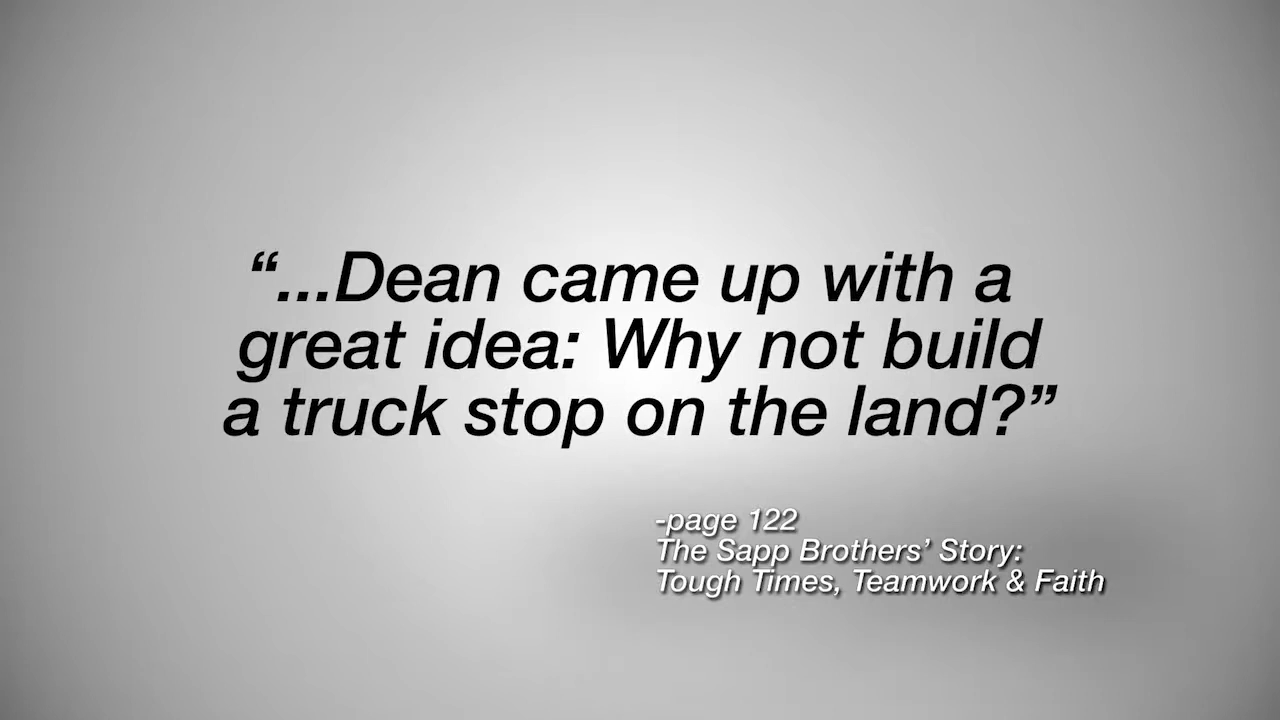 “...Dean came up with a
great idea: Why not build
a truck stop on the land?”
-page 122
The Sapp Brothers’ Story:
Tough Times, Teamwork & Faith